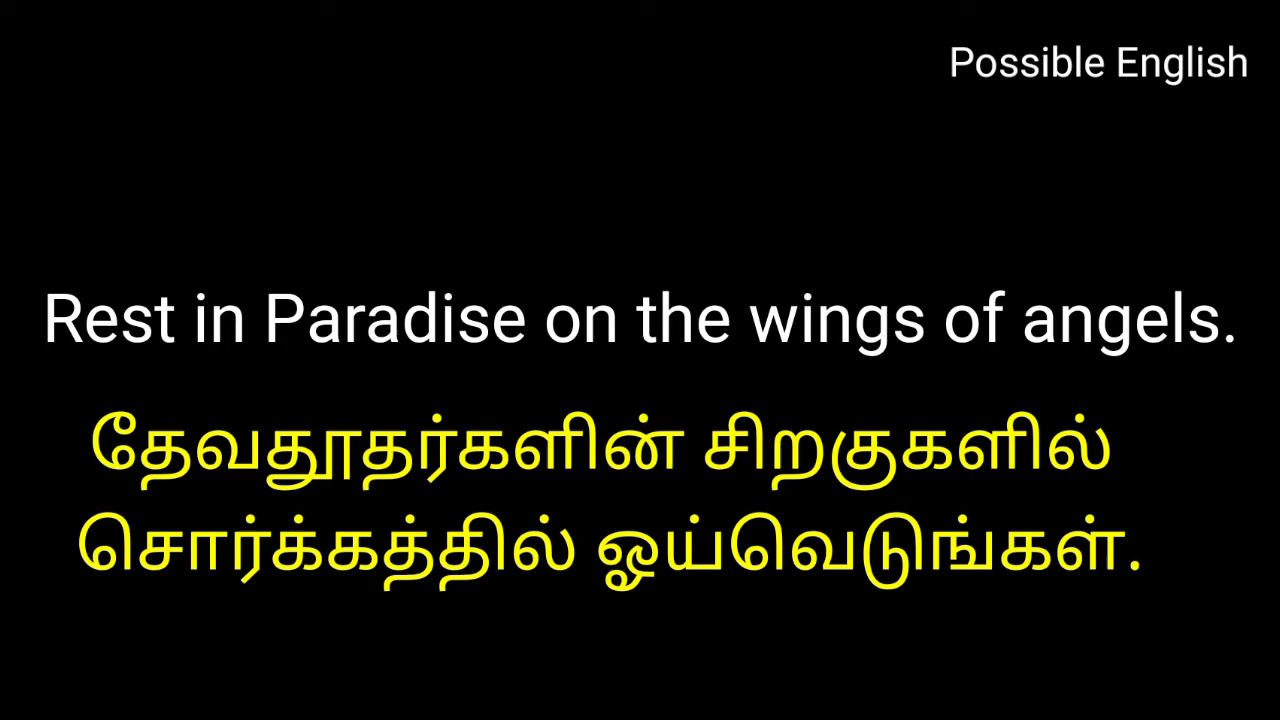 Possible English
Rest in Paradise on the wings of angels.
தேவதூதர்களின் சிறகுகளில்
சொர்க்கத்தில் ஓய்வெடுங்கள்.